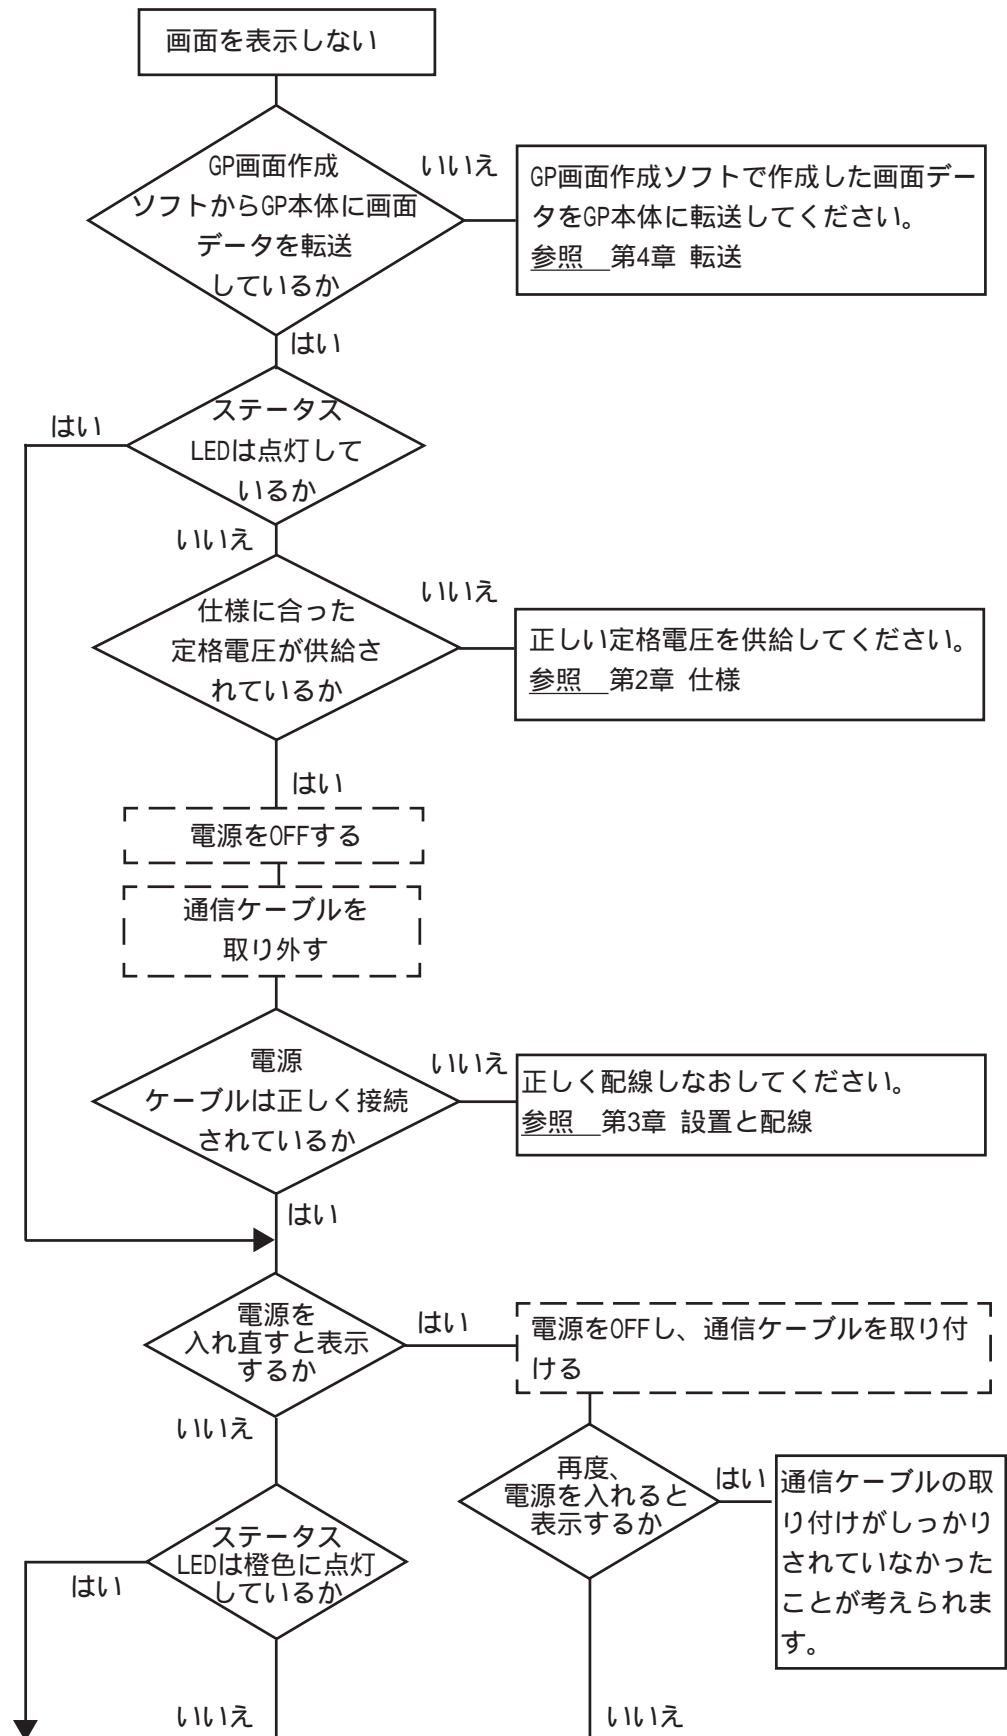 画面を表示しない
GP画面作成
ソフトからGP本体に画面
データを転送
しているか
いいえ
GP画面作成ソフトで作成した画面デー
タをGP本体に転送してください。
参照 第4章 転送
はい
ステータス
LEDは点灯して
いるか
はい
いいえ
仕様に合った
定格電圧が供給さ
れているか
いいえ
正しい定格電圧を供給してください。
参照 第2章 仕様
はい
電源をOFFする
通信ケーブルを
取り外す
電源
ケーブルは正しく接続
されているか
いいえ
正しく配線しなおしてください。
参照 第3章 設置と配線
はい
電源を
入れ直すと表示
するか
はい
電源をOFFし、通信ケーブルを取り付
ける
いいえ
再度、
電源を入れると
表示するか
はい
通信ケーブルの取
り付けがしっかり
されていなかった
ことが考えられま
す。
ステータス
LEDは橙色に点灯
しているか
はい
いいえ
いいえ